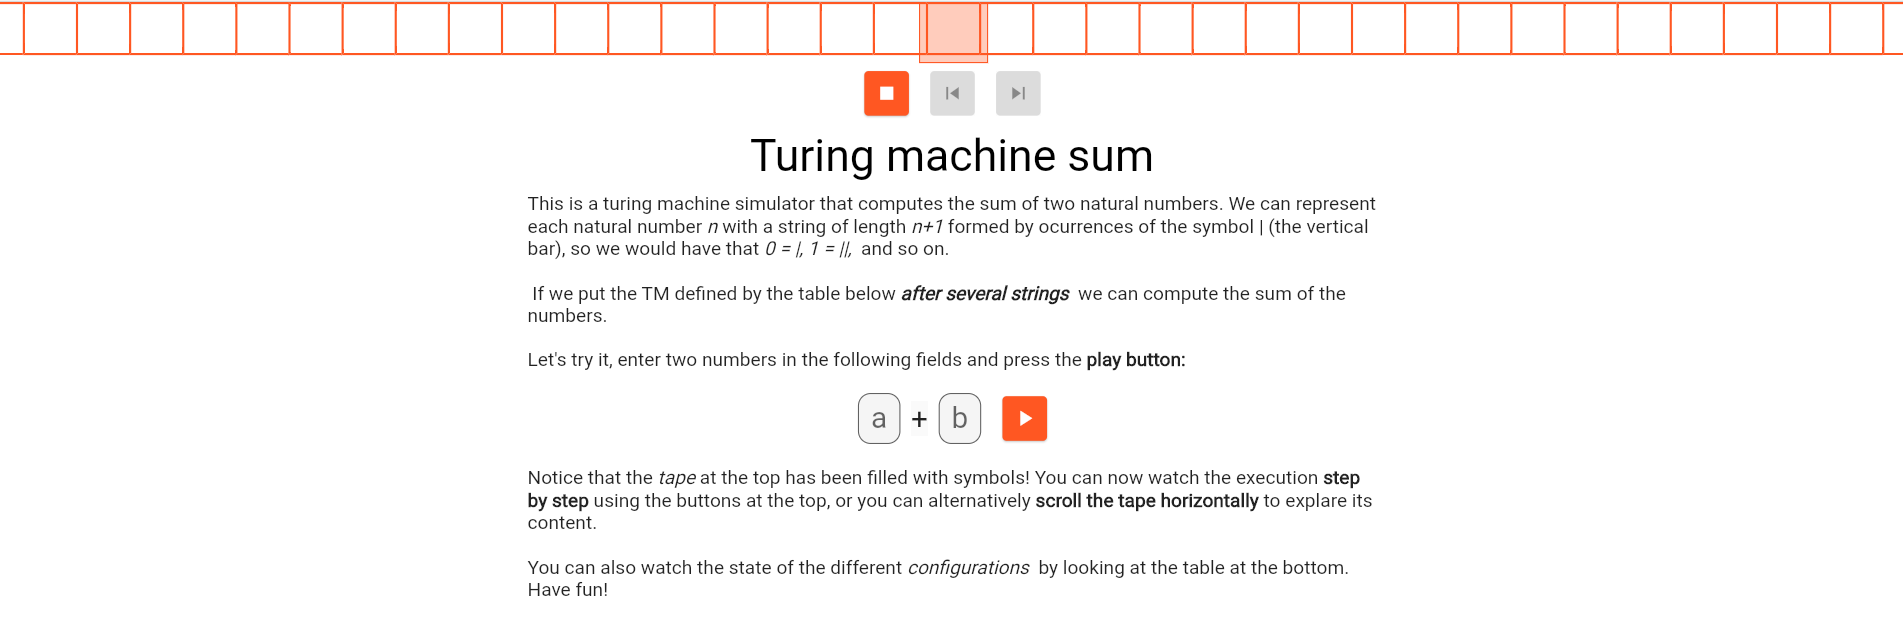 Turing machine sum
This is a turing machine simulator that computes the sum of two natural numbers. We can represent
each natural number n with a string of length n+1 formed by ocurrences of the symbol | (the vertical
bar), so we would have that 0 = |, 1 = ||, and so on.
If we put the TM defined by the table below after several strings we can compute the sum of the
numbers.
Let's try it, enter two numbers in the following fields and press the play button:
a + b
Notice that the tape at the top has been filled with symbols! You can now watch the execution step
by step using the buttons at the top, or you can alternatively scroll the tape horizontally to explare its
content.
You can also watch the state of the different configurations by looking at the table at the bottom.
Have fun!